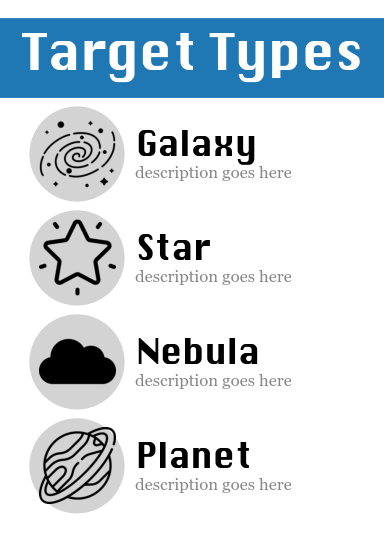 Target Types
Galaxy
description goes here
Star
description goes here
Nebula
description goes here
Planet
description goes here